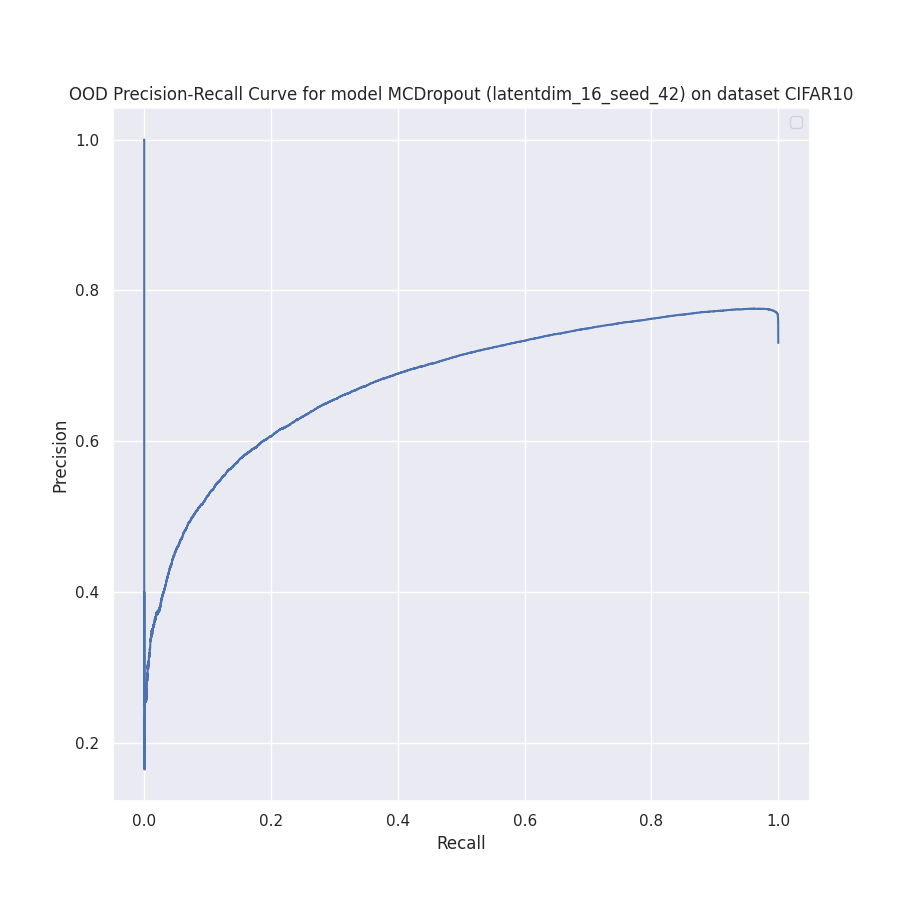 OOD Precision-Recall Curve for model MCDropout (latentdim_16_seed_42) on dataset CIFAR10
1.0
0.8
0.6
0.4
0.2
Precision
0.0 0.2 0.4 0.6 0.8 1.0
Recall